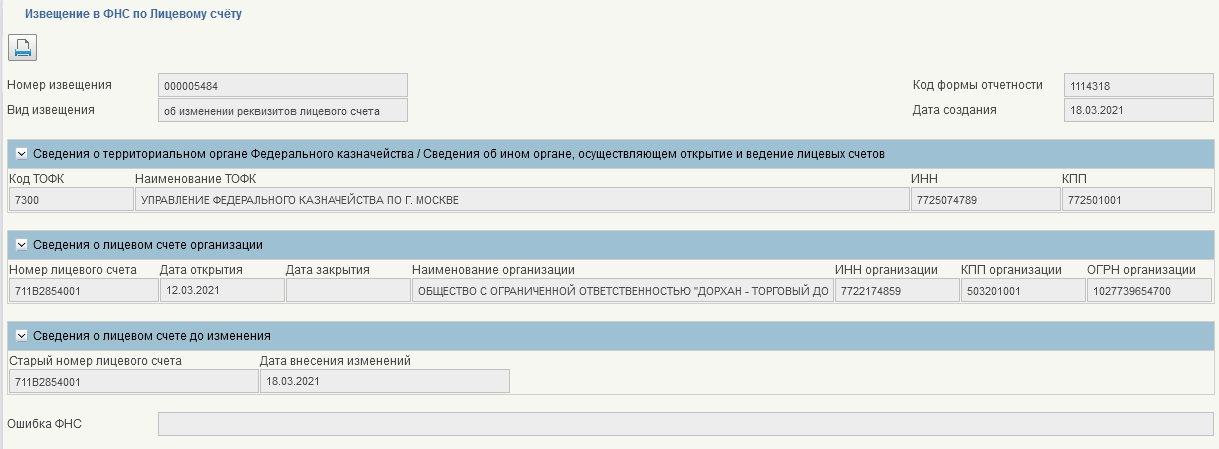 Извещение в ФНС по Лицевому счёту
Номер извещения 000005484 Код формы отчетности 1114318
Вид извещения об изменении реквизитов лицевого счета Дата создания 18.03.2021
Сведения о территориальном органе Федерального казначейства / Сведения об ином органе, осуществляющем открытие и ведение лицевых счетов
Код ТОФК Наименование ТОФК ИНН КПП
7300 УПРАВЛЕНИЕ ФЕДЕРАЛЬНОГО КАЗНАЧЕЙСТВА ПО Г. МОСКВЕ 7725074789 772501001
Сведения о лицевом счете организации
Номер лицевого счета Дата открытия Дата закрытия Наименование организации ИНН организации КПП организации ОГРН организации
711В2854001 12.03.2021 ОБЩЕСТВО С ОГРАНИЧЕННОЙ ОТВЕТСТВЕННОСТЬЮ "ДОРХАН - ТОРГОВЫЙ ДО 7722174859 503201001 1027739654700
Сведения о лицевом счете до изменения
Старый номер лицевого счета Дата внесения изменений
711В2854001 18.03.2021
Ошибка ФНС